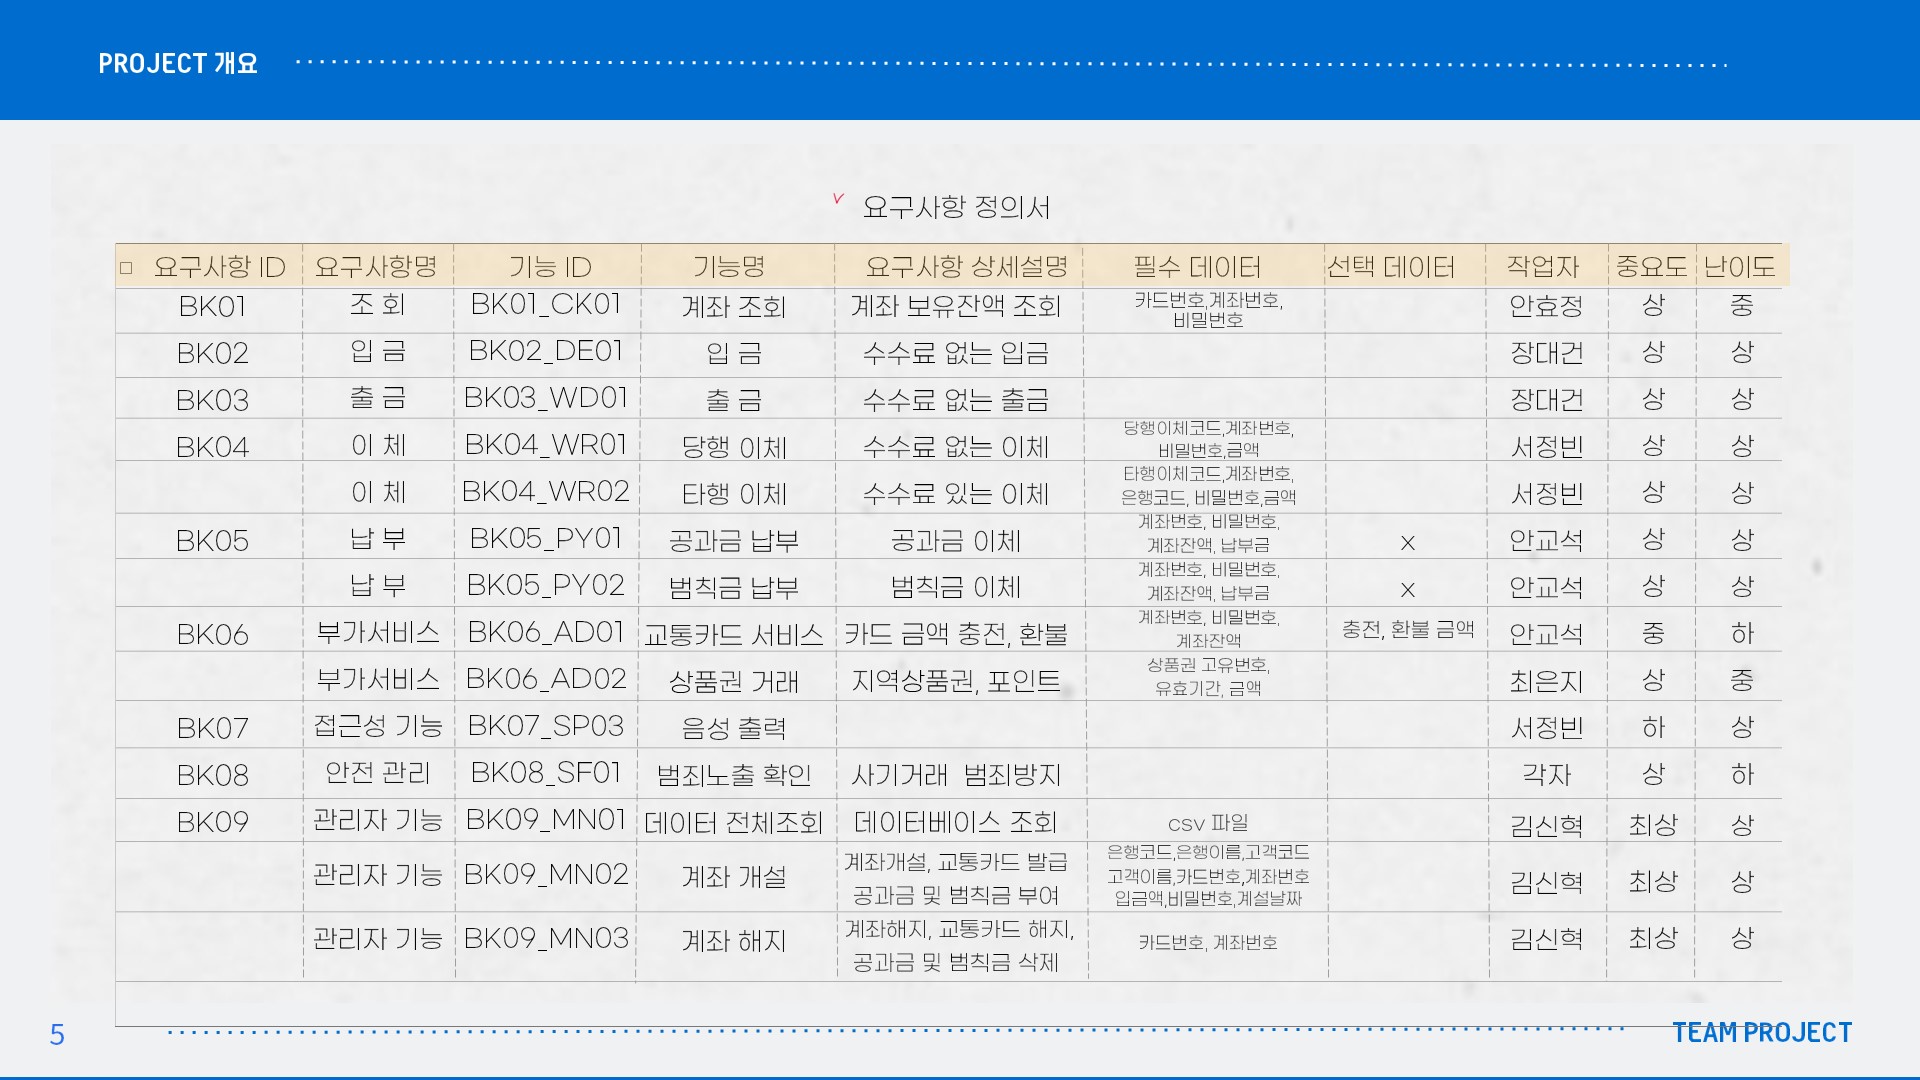 PROJECT 개요
요구사항 정의서
요구사항 ID 요구사항명 기능 ID 기능명 요구사항 상세설명 필수 데이터 선택 데이터 작업자 중요도 난이도
BK01 조 회 BK01_CK01 계좌 조회 계좌 보유잔액 조회 카드번호,계좌번호, 안효정 상 중
비밀번호
BK02 입 금 BK02_DE01 입 금 수수료 없는 입금 장대건 상 상
BK03 출 금 BK03_WD01 출 금 수수료 없는 출금 장대건 상 상
BK04 이 체 BK04_WR01 당행 이체 수수료 없는 이체 당행이체코드,계좌번호, 서정빈 상 상
비밀번호,금액
이 체 BK04_WR02 타행 이체 수수료 있는 이체 타행이체코드,계좌번호, 서정빈 상 상
은행코드, 비밀번호,금액
BK05 납 부 BK05_PY01 공과금 납부 공과금 이체 계좌번호, 비밀번호, x 안교석 상 상
계좌잔액, 납부금
납 부 BK05_PY02 범칙금 납부 범칙금 이체 계좌번호, 비밀번호, x 안교석 상 상
계좌잔액, 납부금
BK06 부가서비스 BK06_AD01 교통카드 서비스 카드 금액 충전, 환불 계좌번호, 비밀번호, 충전, 환불 금액 안교석 중 하
계좌잔액
부가서비스 BK06_AD02 상품권 거래 지역상품권, 포인트 상품권 고유번호, 최은지 상 중
유효기간, 금액
BK07 접근성 기능 BK07_SP03 음성 출력 서정빈 하 상
BK08 안전 관리 BK08_SF01 범죄노출 확인 사기거래 범죄방지 각자 상 하
BK09 관리자 기능 BK09_MN01 데이터 전체조회 데이터베이스 조회 csv 파일 김신혁 최상 상
관리자 기능 BK09_MN02 계좌 개설 계좌개설, 교통카드 발급 은행코드,은행이름,고객코드 김신혁 최상 상
공과금 및 범칙금 부여 고객이름,카드번호,계좌번호
입금액,비밀번호,계설날짜
관리자 기능 BK09_MN03 계좌 해지 계좌해지, 교통카드 해지, 카드번호, 계좌번호 김신혁 최상 상
공과금 및 범칙금 삭제
5
TEAM PROJECT